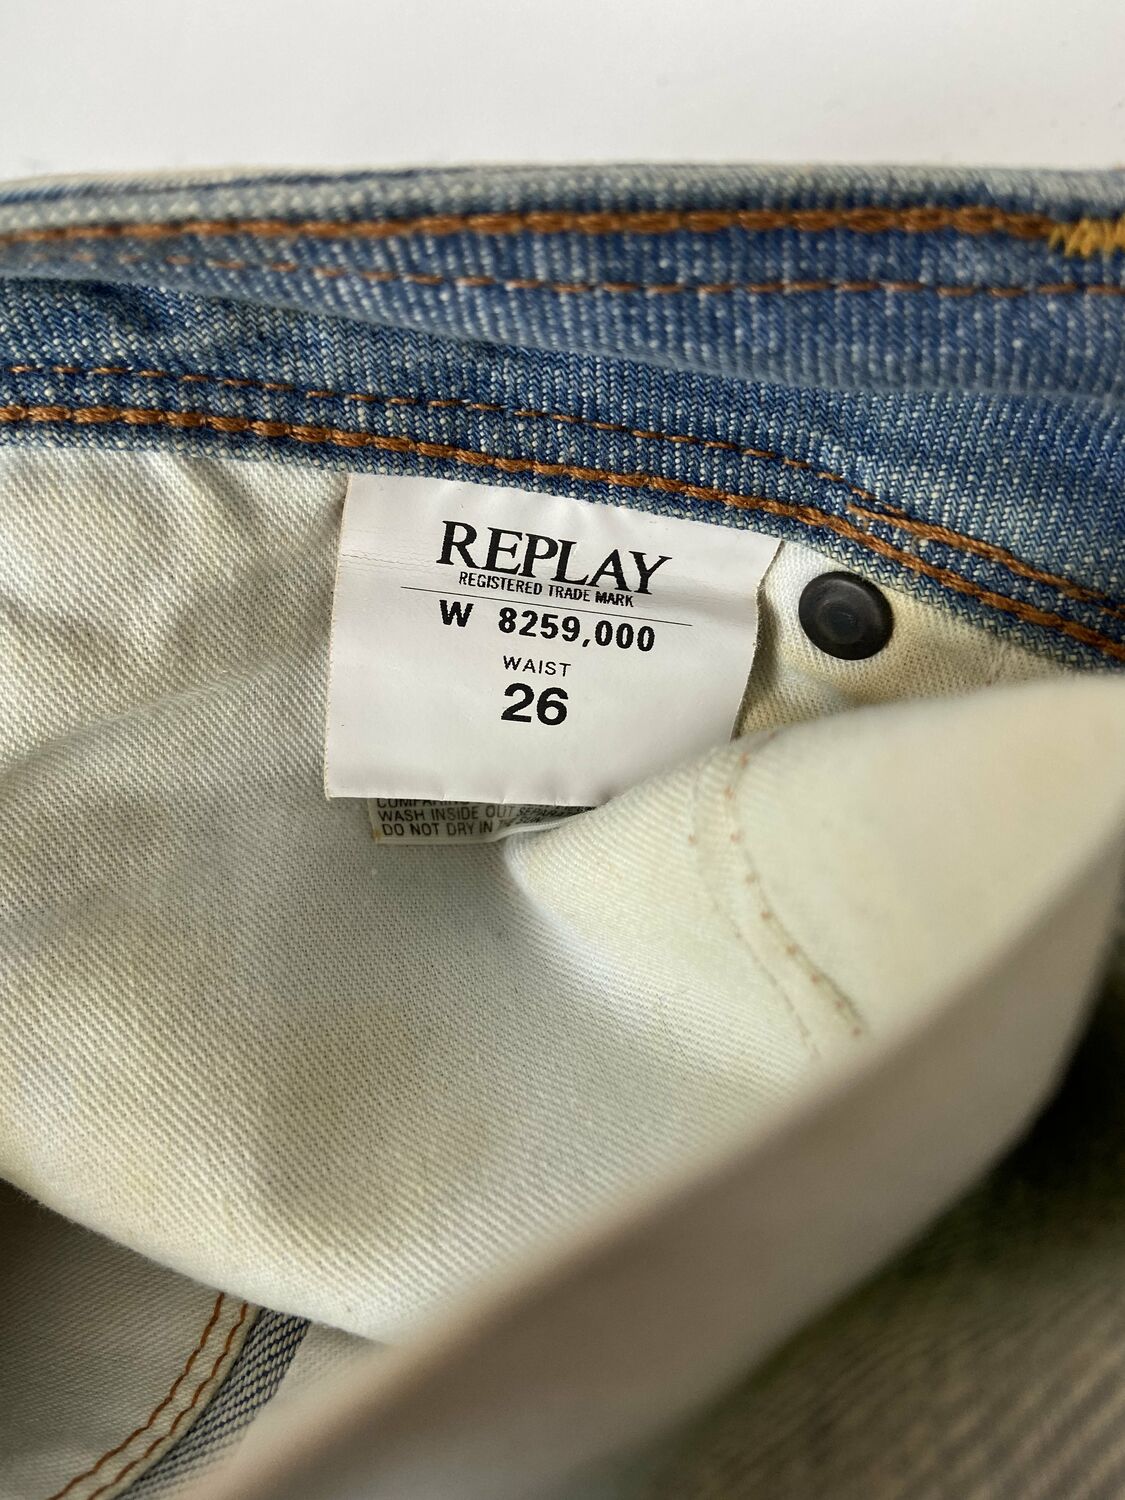 REPLAY
REGISTERED TRADE MARK
W 8259,000
WAIST
26
WASH INSIDE OUT
DO NOT DRY IN